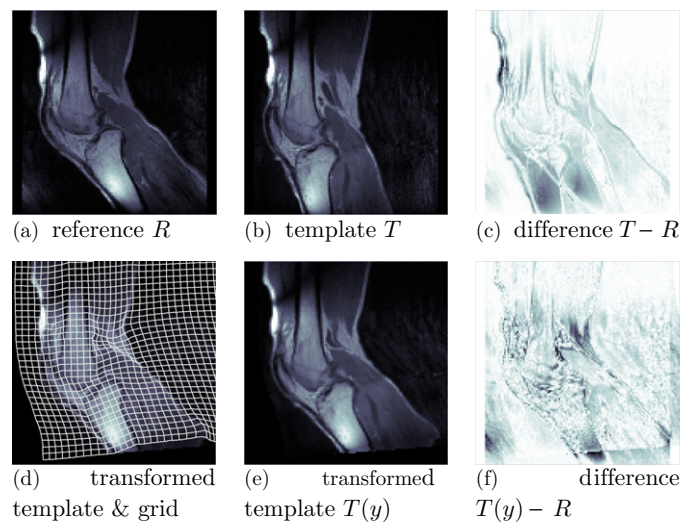 (a) reference R
(b) template T
(c) difference T − R
(d) transformed
template & grid
(e) transformed
template T(y)
(f) difference
T(y) − R